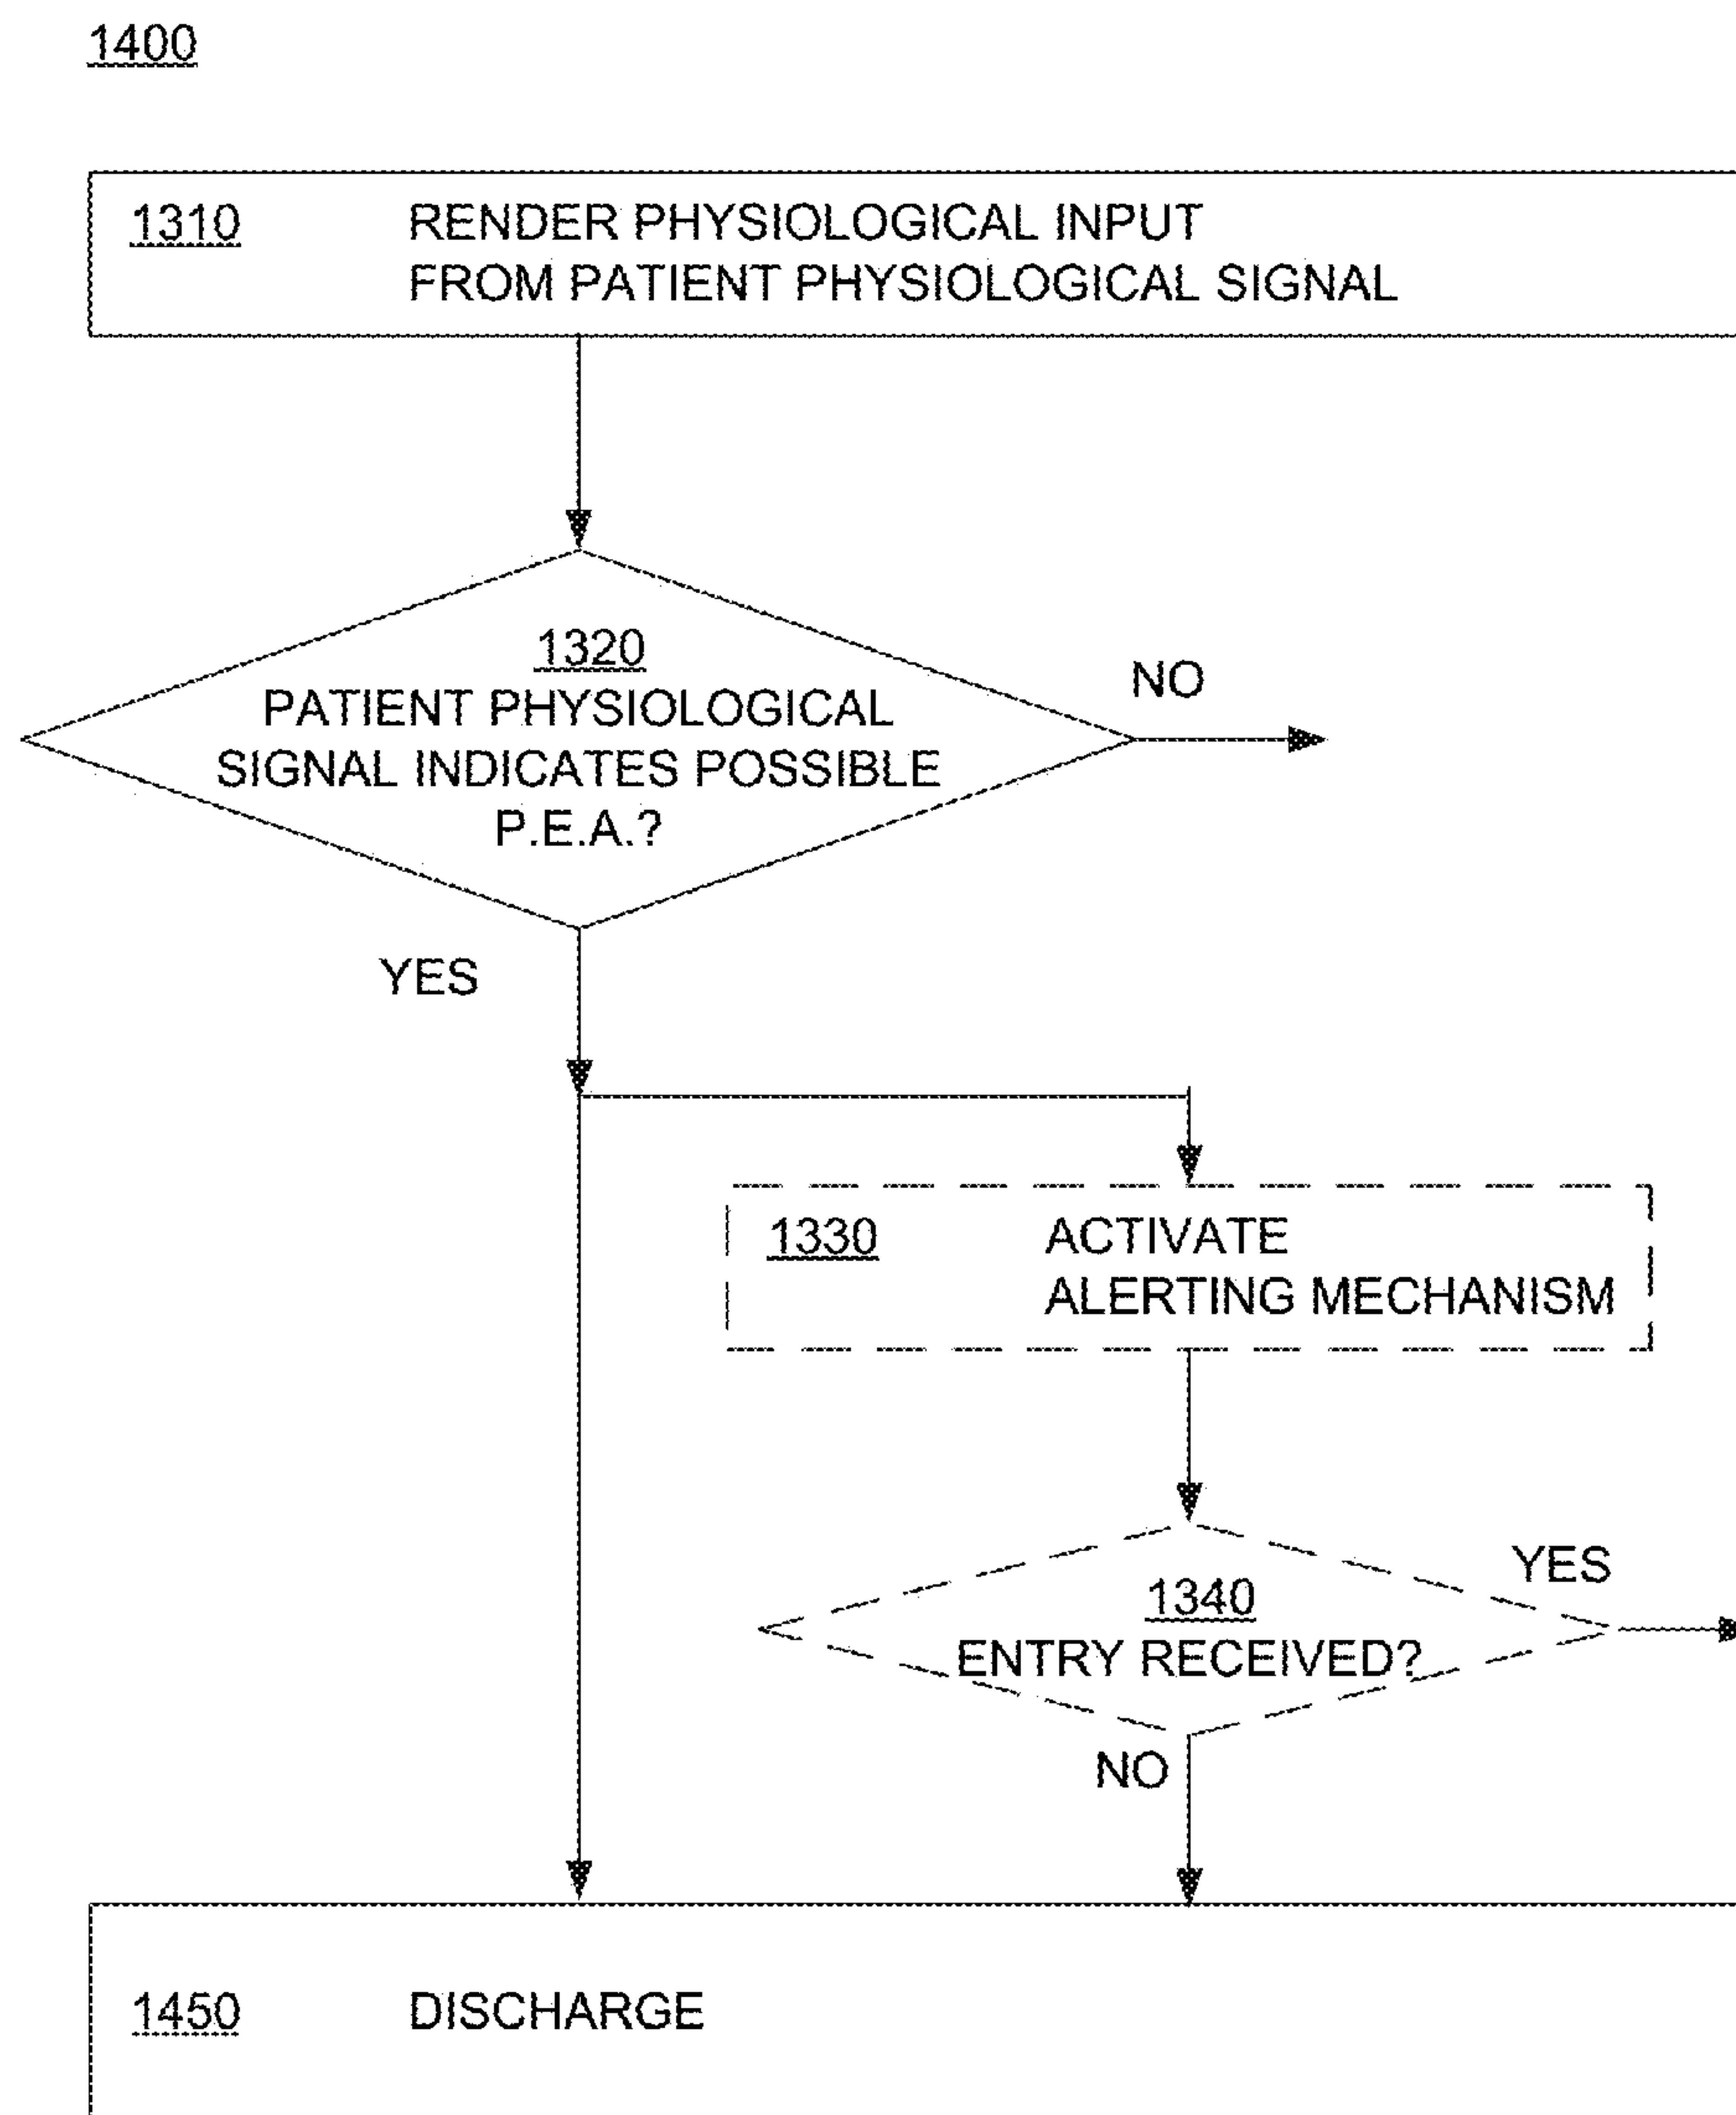 1400
1310 RENDER PHYSIOLOGICAL INPUT
FROM PATIENT PHYSIOLOGICAL SIGNAL
1320
PATIENT PHYSIOLOGICAL
SIGNAL INDICATES POSSIBLE
P.E.A.?
NO
YES
1330 ACTIVATE
ALERTING MECHANISM
1340
ENTRY RECEIVED?
YES
NO
1450 DISCHARGE